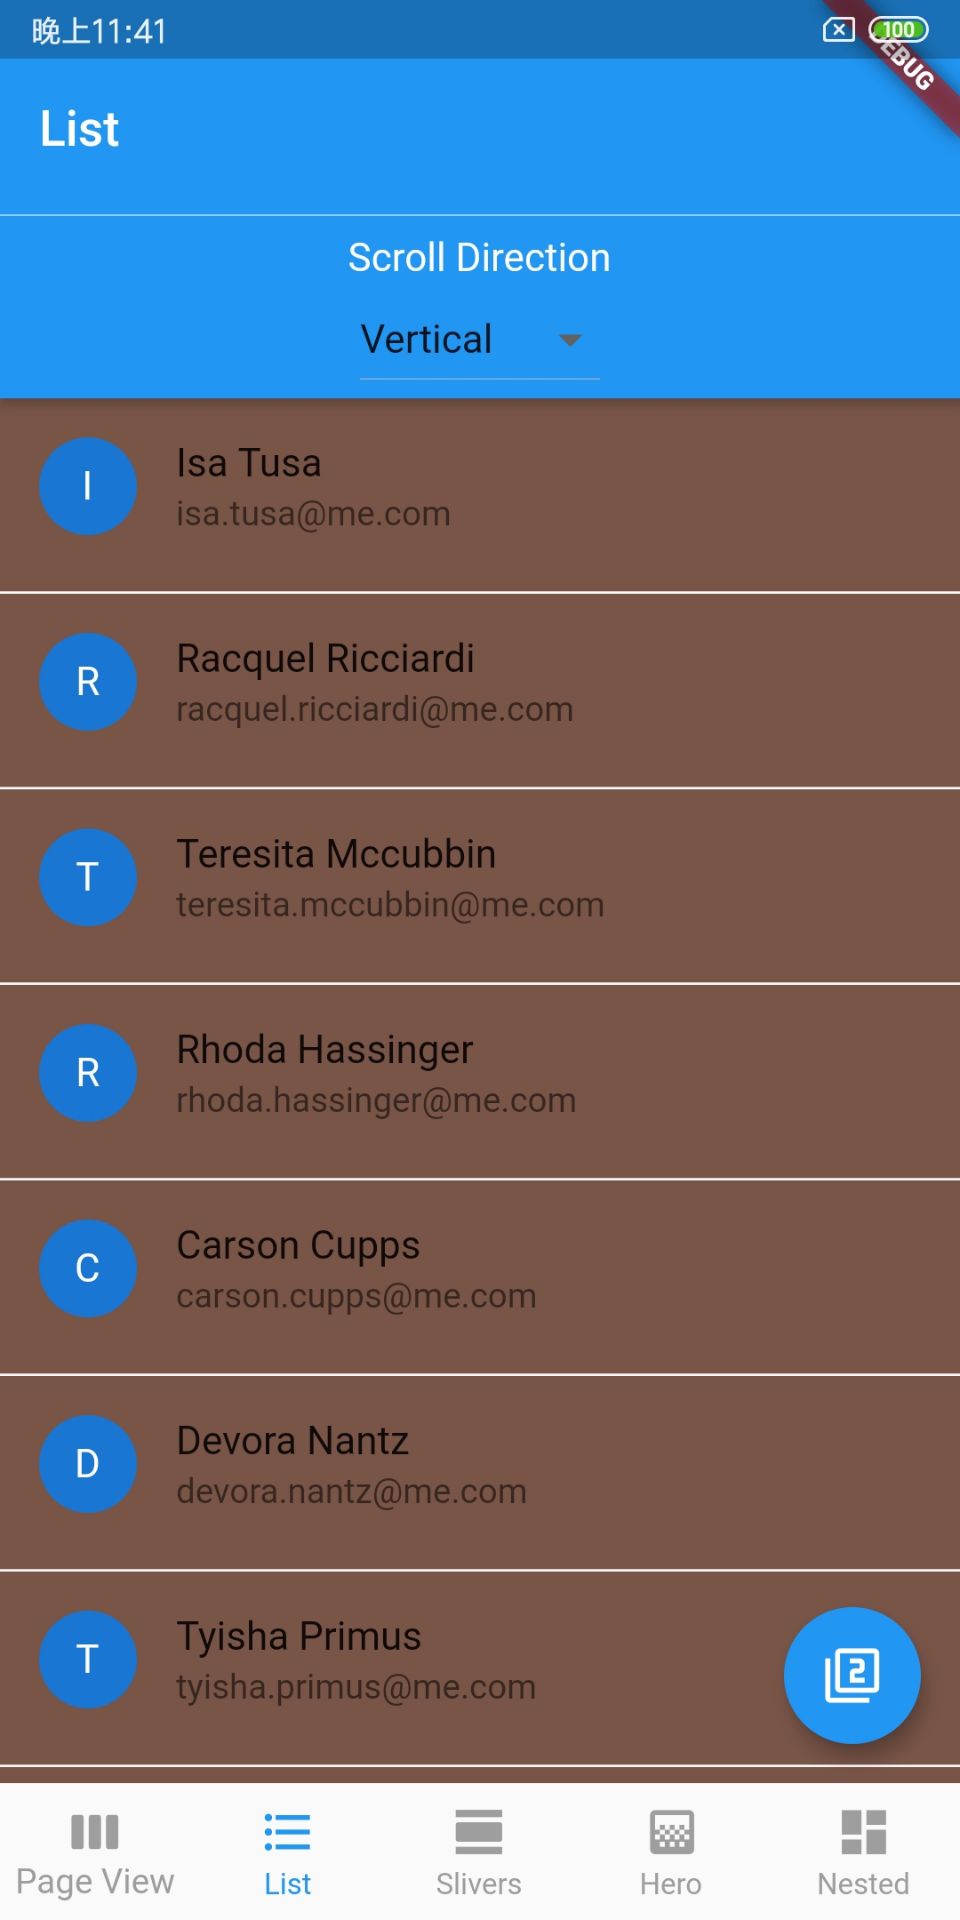 晚上11:41
100
DEBUG
List
Scroll Direction
Vertical
I
Isa Tusa
isa.tusa@me.com
R
Racquel Ricciardi
racquel.ricciardi@me.com
T
Teresita Mccubbin
teresita.mccubbin@me.com
R
Rhoda Hassinger
rhoda.hassinger@me.com
C
Carson Cupps
carson.cupps@me.com
D
Devora Nantz
devora.nantz@me.com
T
Tyisha Primus
tyisha.primus@me.com
2
Page View
List
Slivers
Hero
Nested